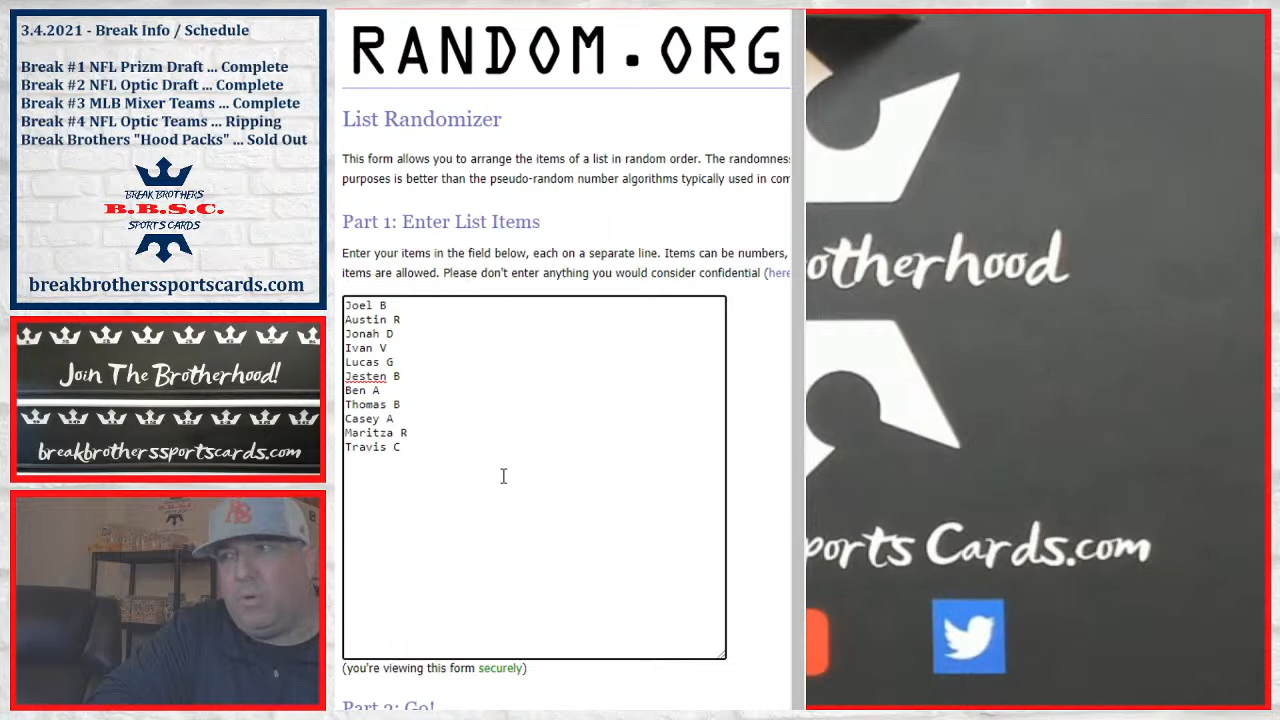 3.4.2021 - Break Info / Schedule
Break #1 NFL Prizm Draft ... Complete
Break #2 NFL Optic Draft ... Complete
Break #3 MLB Mixer Teams ... Complete
Break #4 NFL Optic Teams ... Ripping
Break Brothers "Hood Packs" ... Sold Out
BREAK BROTHERS
B.B.S.C.
SPORTS CARDS
breakbrotherssportscards.com
Join The Brotherhood!
breakbrotherssportscards.com
RANDOM.ORG
List Randomizer
This form allows you to arrange the items of a list in random order. The randomness
purposes is better than the pseudo-random number algorithms typically used in com
Part 1: Enter List Items
Enter your items in the field below, each on a separate line. Items can be numbers,
items are allowed. Please don't enter anything you would consider confidential (here
Joel B
Austin R
Jonah D
Ivan V
Lucas G
Jesten B
Ben A
Thomas B
Casey A
Maritza R
Travis C
(you're viewing this form securely)
Part 2: Go!
otherhood
ports Cards.com